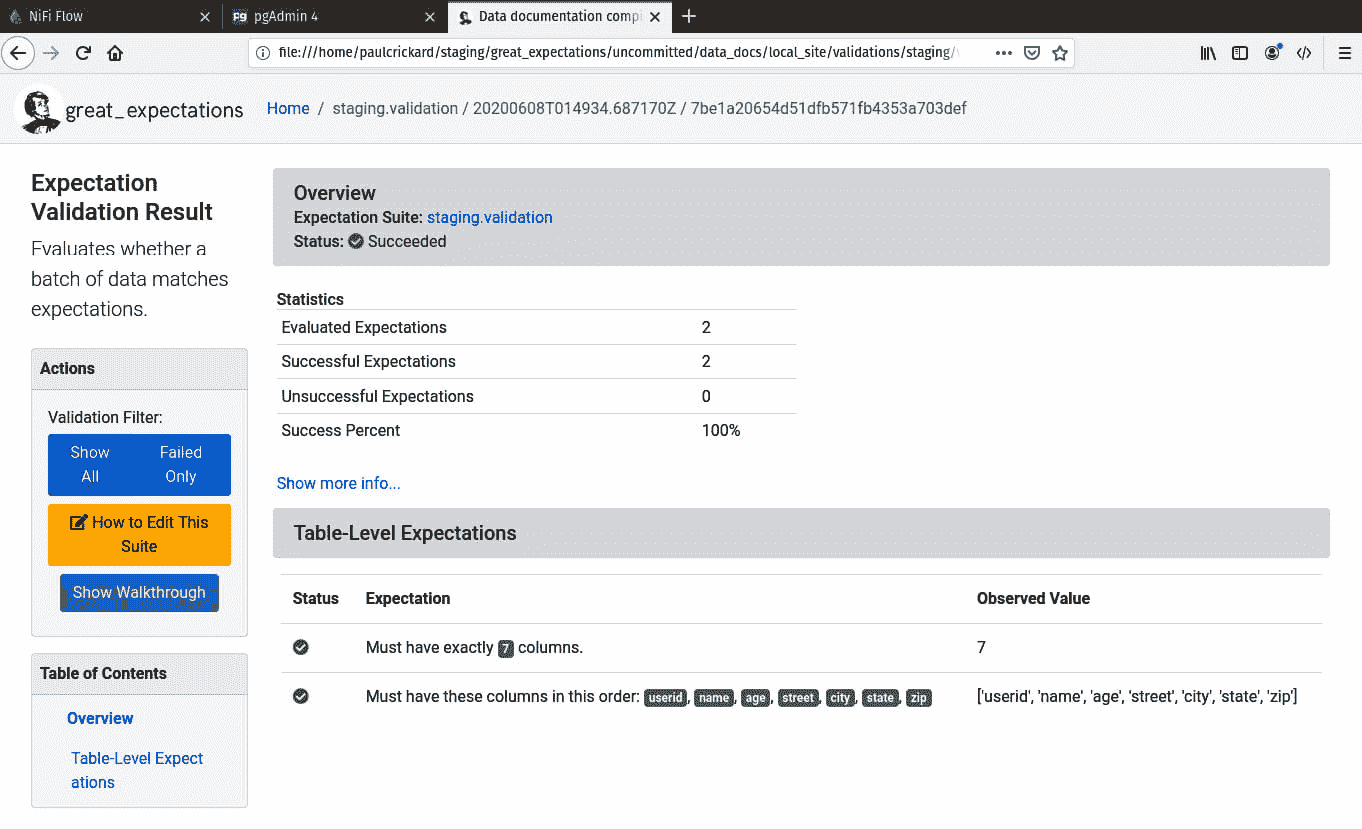 NiFi Flow
pgAdmin 4
Data documentation compi
file:///home/paulcrickard/staging/great_expectations/uncommitted/data_docs/local_site/validations/staging/
great_expectations
Home / staging.validation / 20200608T014934.687170Z / 7be1a20654d51dfb571fb4353a703def
Expectation
Validation Result
Evaluates whether a
batch of data matches
expectations.
Actions
Validation Filter:
Show
All
Failed
Only
How to Edit This
Suite
Show Walkthrough
Table of Contents
Overview
Table-Level Expect
ations
Overview
Expectation Suite: staging.validation
Status: Succeeded
Statistics
Evaluated Expectations 2
Successful Expectations 2
Unsuccessful Expectations 0
Success Percent 100%
Show more info...
Table-Level Expectations
Status Expectation Observed Value
Must have exactly 7 columns. 7
Must have these columns in this order: userid, name, age, street, city, state, zip ['userid', 'name', 'age', 'street', 'city', 'state', 'zip']